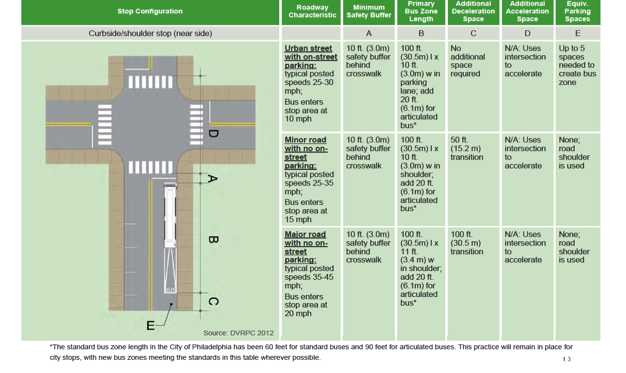 Stop Configuration
Roadway
Characteristic
Minimum
Safety Buffer
Primary
Bus Zone
Length
Additional
Deceleration
Space
Additional
Acceleration
Space
Equiv.
Parking
Spaces
Curbside/shoulder stop (near side)
A
B
C
D
E
Urban street
with on-street
parking:
typical posted
speeds 25-30
mph;
Bus enters
stop area at
10 mph
10 ft. (3.0m)
safety buffer
behind
crosswalk
100 ft.
(30.5m) l x
10 ft.
(3.0m) w in
parking
lane; add
20 ft.
(6.1m) for
articulated
bus*
No
additional
space
required
N/A: Uses
intersection
to
accelerate
Up to 5
spaces
needed to
create bus
zone
Minor road
with no on-
street
parking:
typical posted
speeds 25-35
mph;
Bus enters
stop area at
15 mph
10 ft. (3.0m)
safety buffer
behind
crosswalk
100 ft.
(30.5m) l x
10 ft.
(3.0m) w in
shoulder;
add 20 ft.
(6.1m) for
articulated
bus*
50 ft.
(15.2 m)
transition
N/A: Uses
intersection
to
accelerate
None;
road
shoulder
is used
Major road
with no on-
street
parking:
typical posted
speeds 35-45
mph;
Bus enters
stop area at
20 mph
10 ft. (3.0m)
safety buffer
behind
crosswalk
100 ft.
(30.5m) l x
11 ft.
(3.4 m) w
in shoulder;
add 20 ft.
(6.1m) for
articulated
bus*
100 ft.
(30.5 m)
transition
N/A: Uses
intersection
to
accelerate
None;
road
shoulder
is used
D
A
B
C
E
Source: DVRPC 2012
*The standard bus zone length in the City of Philadelphia has been 60 feet for standard buses and 90 feet for articulated buses. This practice will remain in place for
city stops, with new bus zones meeting the standards in this table wherever possible.
13